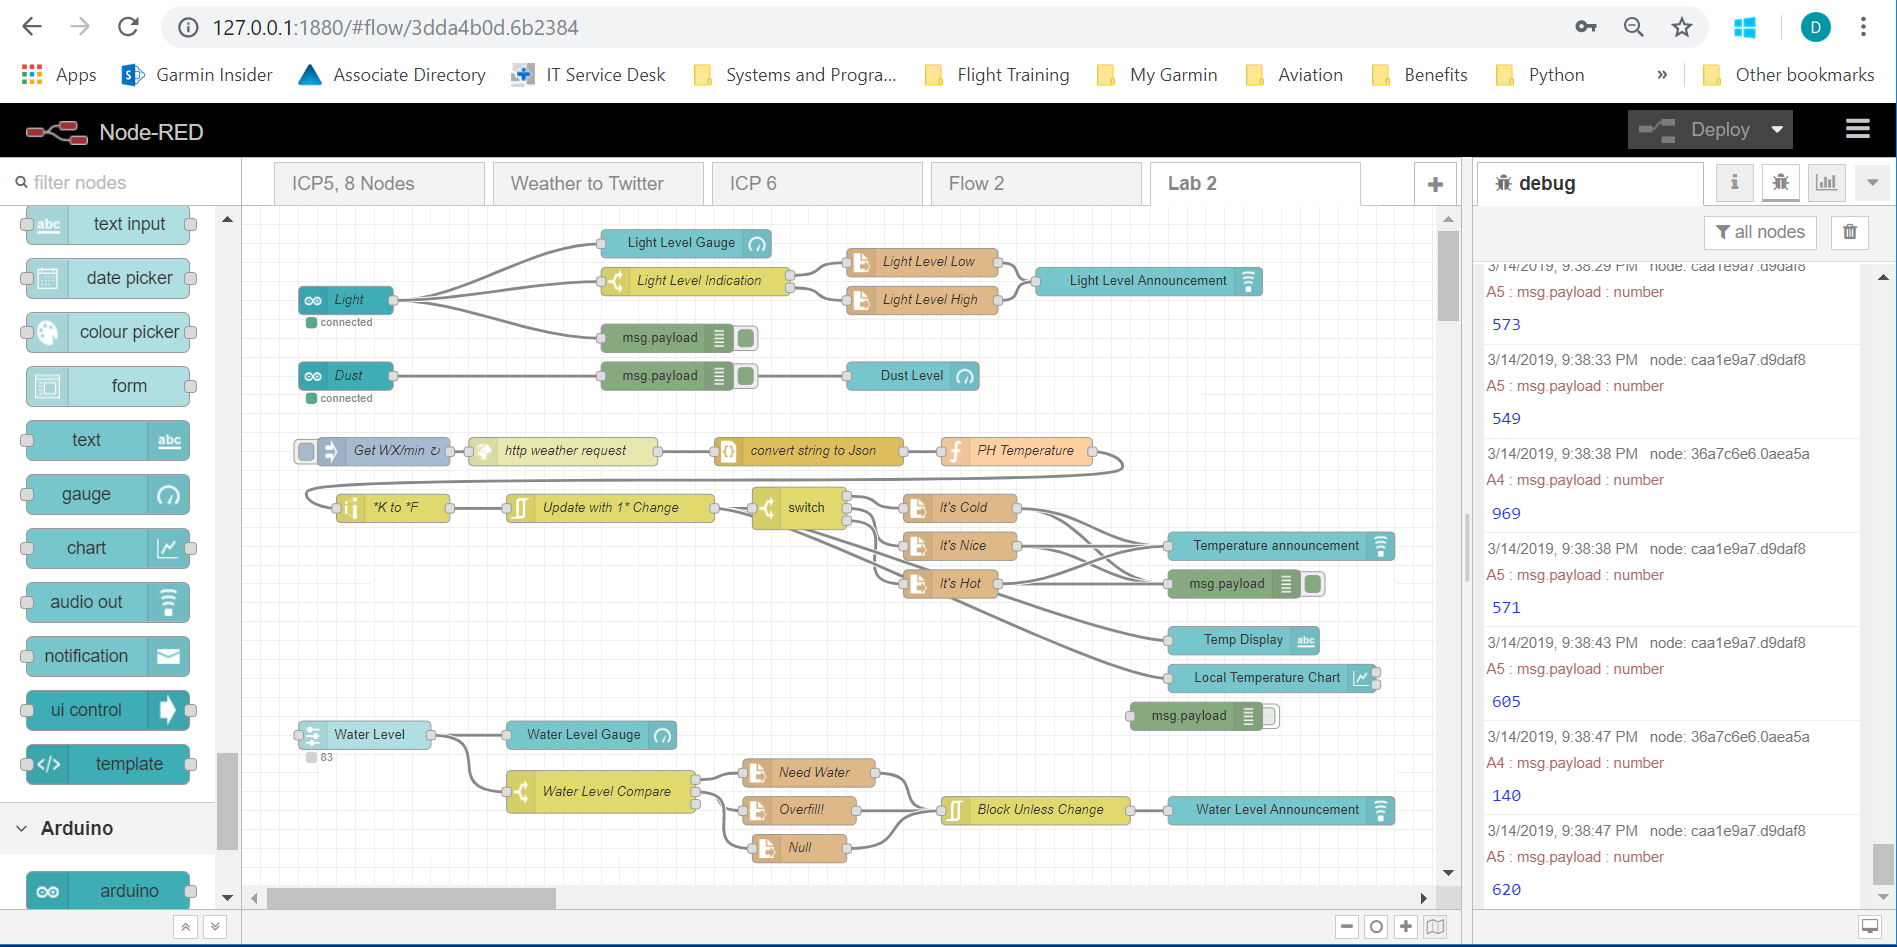 127.0.0.1:1880/#flow/3dda4b0d.6b2384
D
Apps
Garmin Insider
Associate Directory
IT Service Desk
Systems and Progra...
Flight Training
My Garmin
Aviation
Benefits
Python
»
Other bookmarks
Node-RED
Deploy
filter nodes
ICP5, 8 Nodes
Weather to Twitter
ICP 6
Flow 2
Lab 2
debug
all nodes
abc text input
date picker
colour picker
form
text abc
gauge
chart
audio out
notification
ui control
template
Arduino
arduino
Light Level Gauge
Light Level Indication
Light Level Low
Light Level High
Light Level Announcement
Light
connected
msg.payload
Dust
connected
msg.payload
Dust Level
Get WX/min ↻
http weather request
convert string to Json
PH Temperature
*K to *F
Update with 1* Change
switch
It's Cold
It's Nice
It's Hot
Temperature announcement
msg.payload
Temp Display abc
Local Temperature Chart
msg.payload
Water Level
83
Water Level Gauge
Water Level Compare
Need Water
Overfill!
Null
Block Unless Change
Water Level Announcement
3/14/2019, 9:38:29 PM node: caa1e9a7.d9daf8
A5 : msg.payload : number
573
3/14/2019, 9:38:33 PM node: caa1e9a7.d9daf8
A5 : msg.payload : number
549
3/14/2019, 9:38:38 PM node: 36a7c6e6.0aea5a
A4 : msg.payload : number
969
3/14/2019, 9:38:38 PM node: caa1e9a7.d9daf8
A5 : msg.payload : number
571
3/14/2019, 9:38:43 PM node: caa1e9a7.d9daf8
A5 : msg.payload : number
605
3/14/2019, 9:38:47 PM node: 36a7c6e6.0aea5a
A4 : msg.payload : number
140
3/14/2019, 9:38:47 PM node: caa1e9a7.d9daf8
A5 : msg.payload : number
620